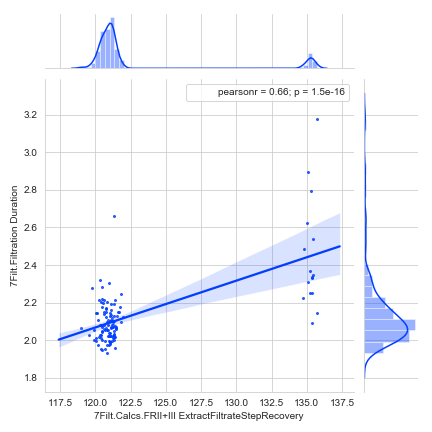 pearsonr = 0.66; p = 1.5e-16
3.2
3.0
2.8
2.6
2.4
2.2
2.0
1.8
7Filt.Filtration Duration
117.5 120.0 122.5 125.0 127.5 130.0 132.5 135.0 137.5
7Filt.Calcs.FRII+III ExtractFiltrateStepRecovery